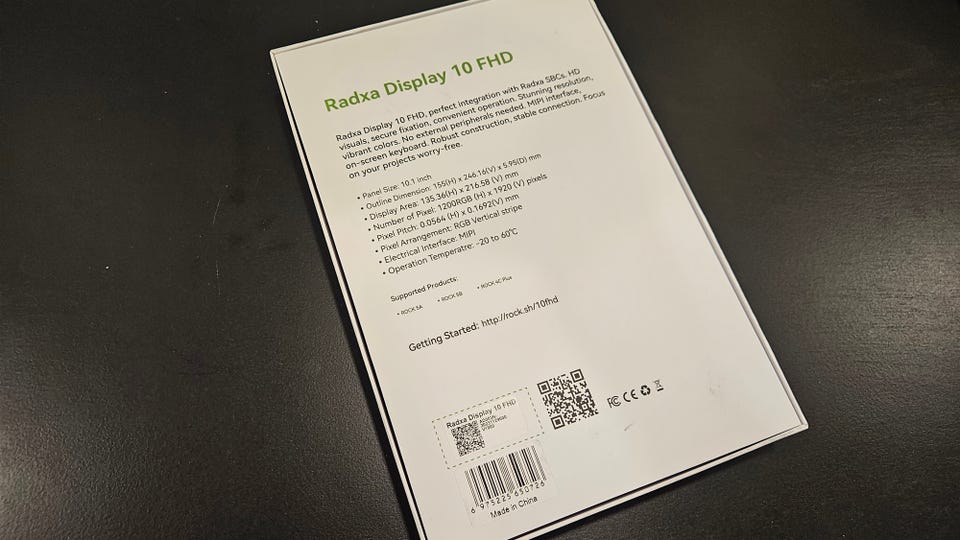 Radxa Display 10 FHD
Radxa Display 10 FHD, perfect integration with Radxa SBCs. HD
visuals, secure fixation, convenient operation. Stunning resolution,
vibrant colors. No external peripherals needed. MIPI interface,
on-screen keyboard. Robust construction, stable connection. Focus
on your projects worry-free.
• Panel Size: 10.1 inch
• Outline Dimension: 155(H) x 246.16(V) x 5.95(D) mm
• Display Area: 135.36(H) x 216.58 (V) mm
• Number of Pixel: 1200RGB (H) x 1920 (V) pixels
• Pixel Pitch: 0.0564 (H) x 0.1692(V) mm
• Pixel Arrangement: RGB Vertical stripe
• Electrical Interface: MIPI
• Operation Temperatre: -20 to 60℃
Supported Products:
• ROCK 5A • ROCK 5B • ROCK 4C Plus
Getting Started: http://rock.sh/10fhd
Radxa Display 10 FHD
FC CE
6 975225 650726
Made in China